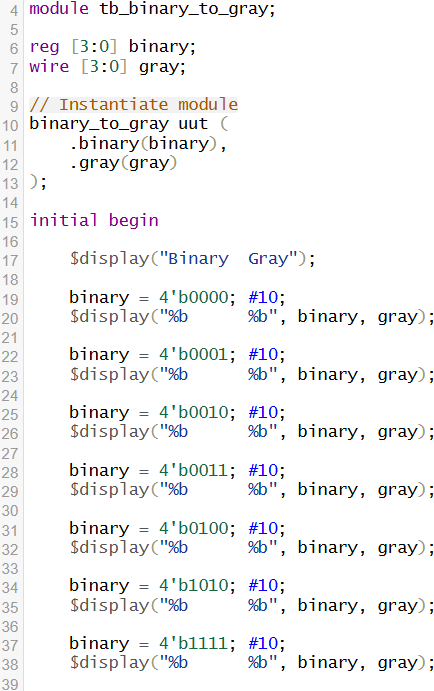 4 module tb_binary_to_gray;
5
6 reg [3:0] binary;
7 wire [3:0] gray;
8
9 // Instantiate module
10 binary_to_gray uut (
11     .binary(binary),
12     .gray(gray)
13 );
14
15 initial begin
16
17     $display("Binary  Gray");
18
19     binary = 4'b0000; #10;
20     $display("%b      %b", binary, gray);
21
22     binary = 4'b0001; #10;
23     $display("%b      %b", binary, gray);
24
25     binary = 4'b0010; #10;
26     $display("%b      %b", binary, gray);
27
28     binary = 4'b0011; #10;
29     $display("%b      %b", binary, gray);
30
31     binary = 4'b0100; #10;
32     $display("%b      %b", binary, gray);
33
34     binary = 4'b1010; #10;
35     $display("%b      %b", binary, gray);
36
37     binary = 4'b1111; #10;
38     $display("%b      %b", binary, gray);
39